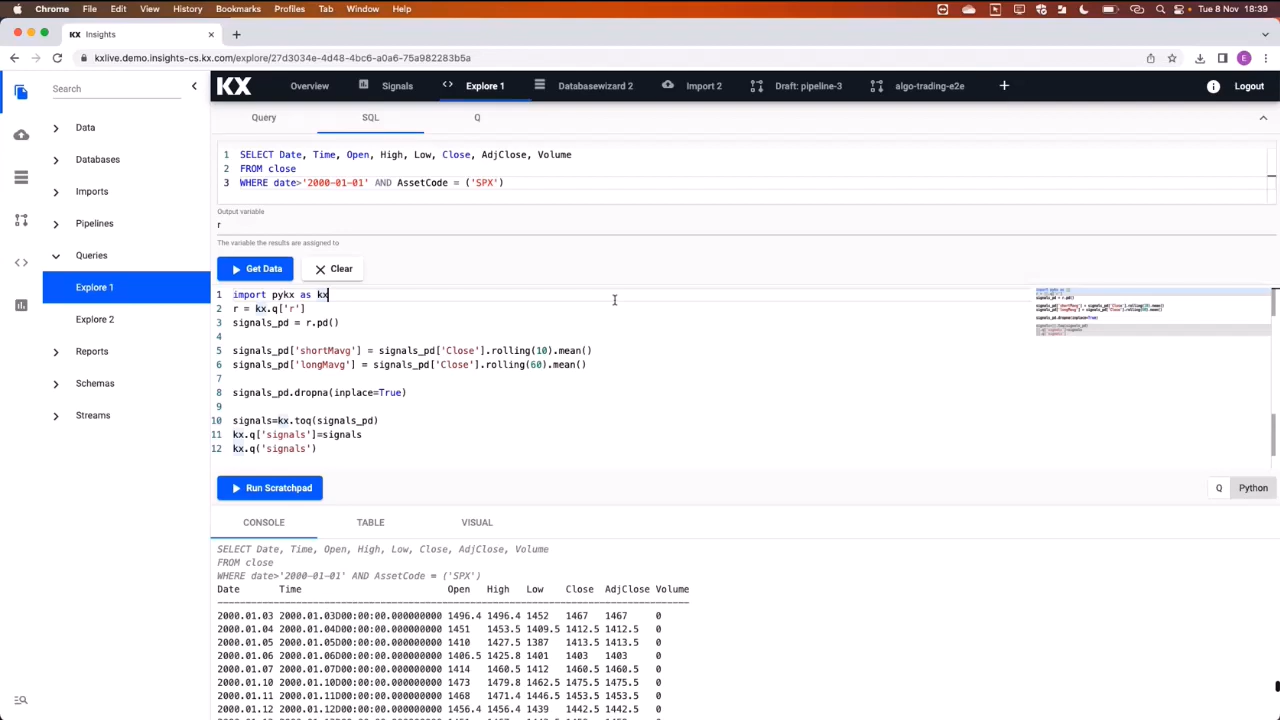 Chrome File Edit View History Bookmarks Profiles Tab Window Help Tue 8 Nov 18:39
KX Insights
kxlive.demo.insights-cs.kx.com/explore/27d3034e-4d48-4bc6-a0a6-75a982283b5a
E
KX Overview Signals Explore 1 Databasewizard 2 Import 2 Draft: pipeline-3 algo-trading-e2e Logout
Search
Data
Databases
Imports
Pipelines
Queries
Explore 1
Explore 2
Reports
Schemas
Streams
Query SQL Q
1 SELECT Date, Time, Open, High, Low, Close, AdjClose, Volume
2 FROM close
3 WHERE date>'2000-01-01' AND AssetCode = ('SPX')
Output variable
r
The variable the results are assigned to
Get Data Clear
1 import pykx as kx
2 r = kx.q['r']
3 signals_pd = r.pd()
4
5 signals_pd['shortMavg'] = signals_pd['Close'].rolling(10).mean()
6 signals_pd['longMavg'] = signals_pd['Close'].rolling(60).mean()
7
8 signals_pd.dropna(inplace=True)
9
10 signals=kx.toq(signals_pd)
11 kx.q['signals']=signals
12 kx.q('signals')
Run Scratchpad Q Python
CONSOLE TABLE VISUAL
SELECT Date, Time, Open, High, Low, Close, AdjClose, Volume
FROM close
WHERE date>'2000-01-01' AND AssetCode = ('SPX')
Date Time Open High Low Close AdjClose Volume
2000.01.03 2000.01.03D00:00:00.000000000 1496.4 1496.4 1452 1467 1467 0
2000.01.04 2000.01.04D00:00:00.000000000 1451 1453.5 1409.5 1412.5 1412.5 0
2000.01.05 2000.01.05D00:00:00.000000000 1410 1427.5 1387 1413.5 1413.5 0
2000.01.06 2000.01.06D00:00:00.000000000 1406.5 1425.8 1401 1403 1403 0
2000.01.07 2000.01.07D00:00:00.000000000 1414 1460.5 1412 1460.5 1460.5 0
2000.01.10 2000.01.10D00:00:00.000000000 1473 1479.8 1462.5 1475.5 1475.5 0
2000.01.11 2000.01.11D00:00:00.000000000 1468 1471.4 1446.5 1453.5 1453.5 0
2000.01.12 2000.01.12D00:00:00.000000000 1456.4 1456.4 1439 1442.5 1442.5 0